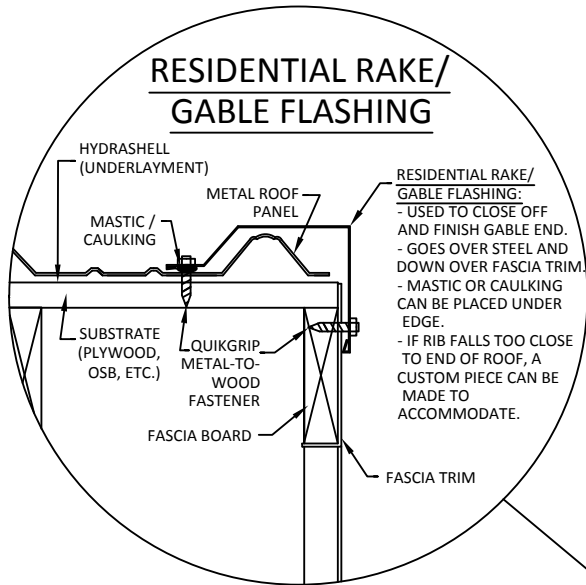 RESIDENTIAL RAKE/
GABLE FLASHING
HYDRASHELL
(UNDERLAYMENT)
METAL ROOF
PANEL
MASTIC /
CAULKING
RESIDENTIAL RAKE/
GABLE FLASHING:
- USED TO CLOSE OFF
AND FINISH GABLE END.
- GOES OVER STEEL AND
DOWN OVER FASCIA TRIM.
- MASTIC OR CAULKING
CAN BE PLACED UNDER
EDGE.
- IF RIB FALLS TOO CLOSE
TO END OF ROOF, A
CUSTOM PIECE CAN BE
MADE TO
ACCOMMODATE.
SUBSTRATE
(PLYWOOD,
OSB, ETC.)
QUIKGRIP
METAL-TO-
WOOD
FASTENER
FASCIA BOARD
FASCIA TRIM